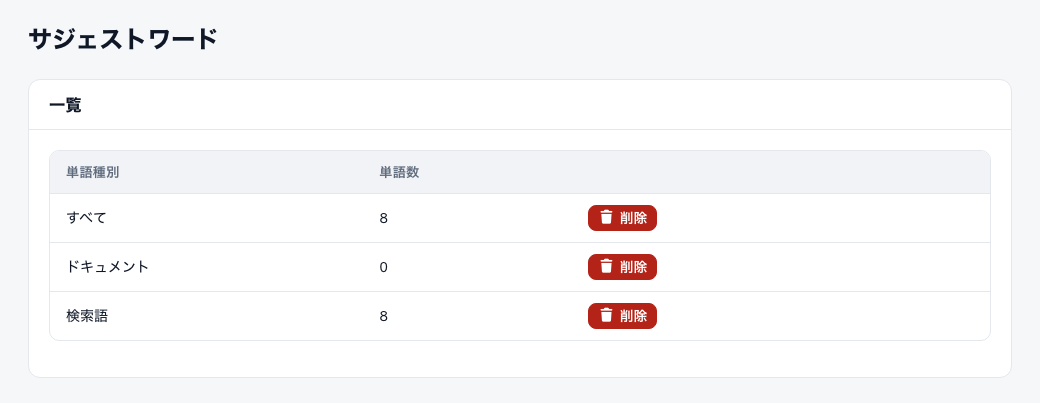 サジェストワード
一覧
単語種別 単語数
すべて 8 削除
ドキュメント 0 削除
検索語 8 削除